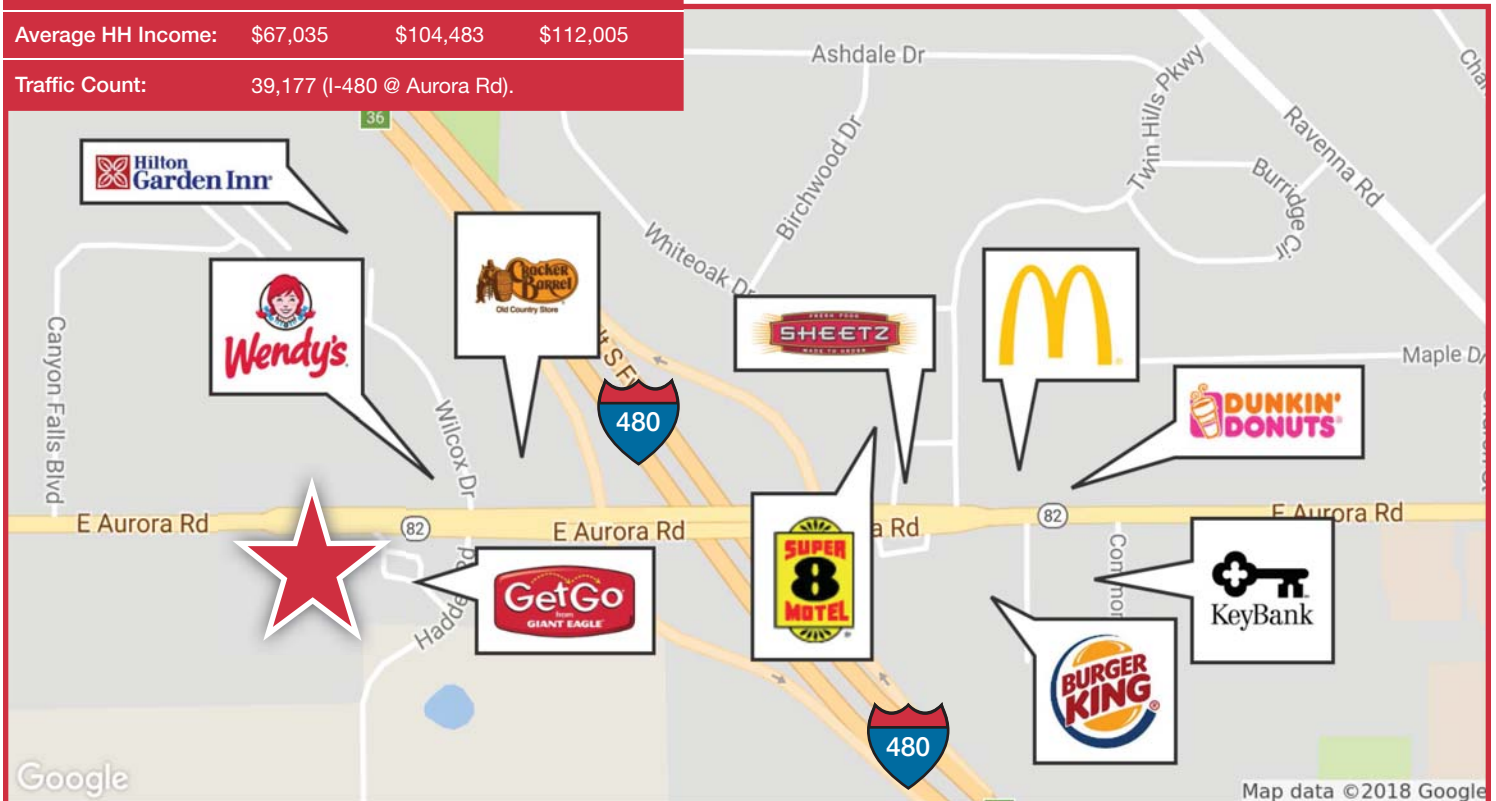 Average HH Income: $67,035 $104,483 $112,005
Traffic Count: 39,177 (I-480 @ Aurora Rd).
36
Ashdale Dr
Twin Hills Pkwy
Ravenna Rd
Birchwood Dr
Burridge Cir
Whiteoak Dr
Hilton
Garden Inn
Cracker
Barrel
Old Country Store
Wendy's
FRESH FOOD
SHEETZ
MADE TO ORDER
Maple
DUNKIN'
DONUTS
480
Canyon Falls Blvd
Wilcox Dr
E Aurora Rd
82
E Aurora Rd
a Rd
82
E Aurora Rd
GetGo
from
GIANT EAGLE
SUPER
8
MOTEL
®
KeyBank
BURGER
KING
®
480
Google
Map data ©2018 Google